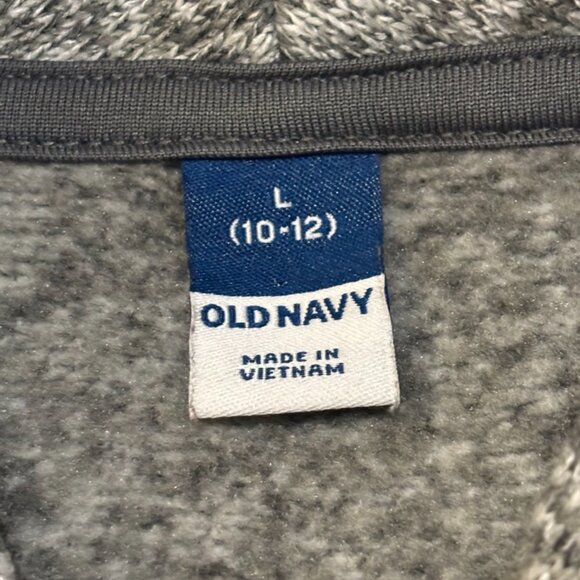 L
(10-12)
OLD NAVY
MADE IN
VIETNAM